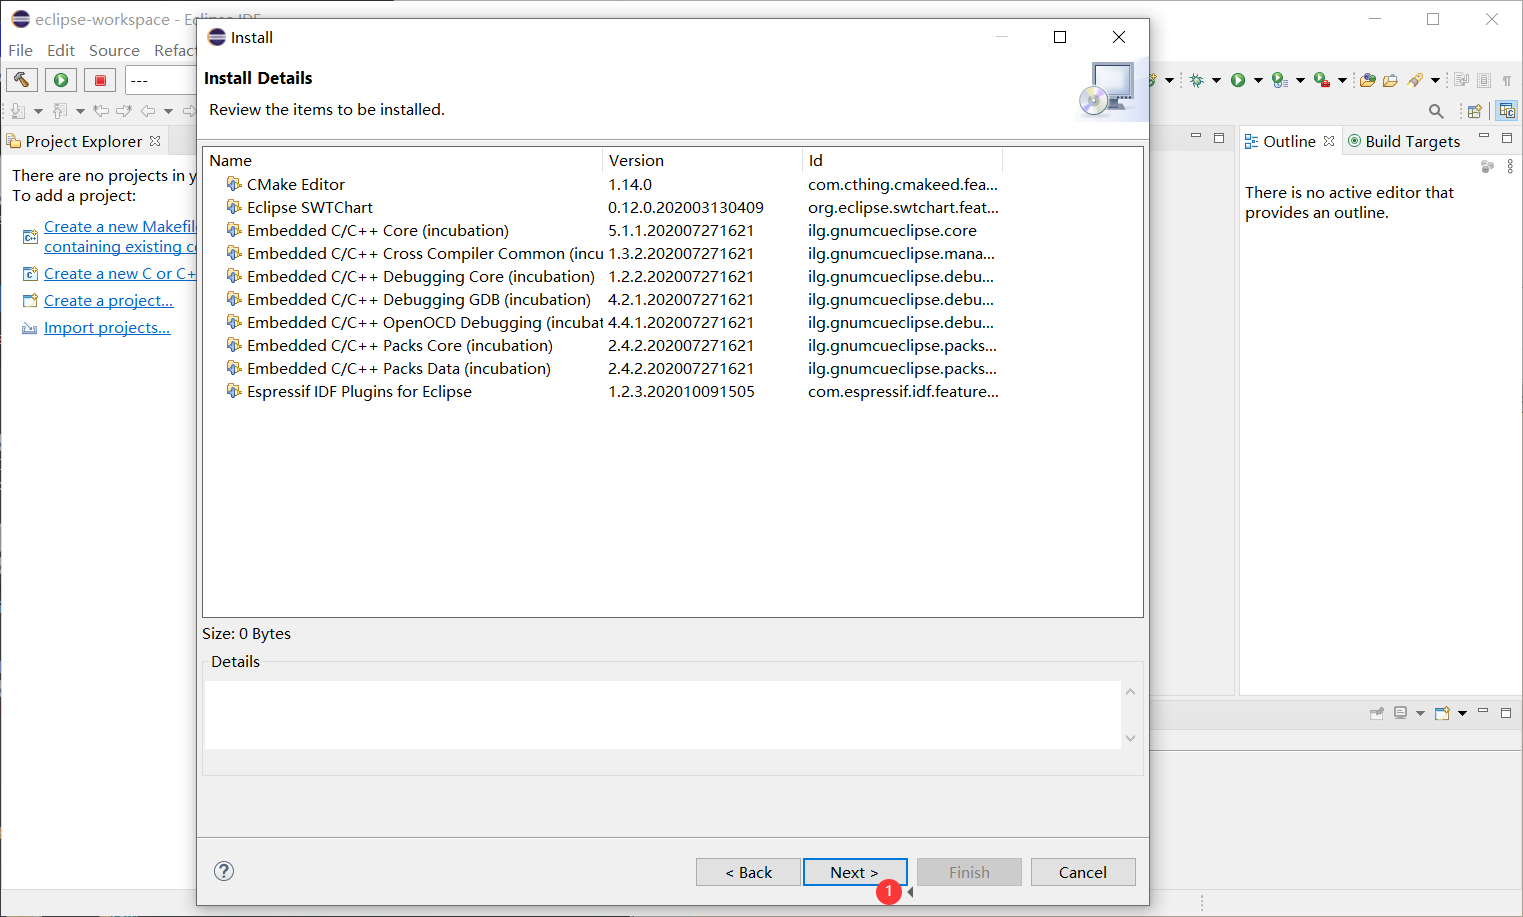 eclipse-workspace - Eclipse IDE
File Edit Source Refact
---
Project Explorer
There are no projects in y
To add a project:
Create a new Makefil
containing existing co
Create a new C or C+
Create a project...
Import projects...
Install
Install Details
Review the items to be installed.
Name Version Id
CMake Editor 1.14.0 com.cthing.cmakeed.fea...
Eclipse SWTChart 0.12.0.202003130409 org.eclipse.swtchart.feat...
Embedded C/C++ Core (incubation) 5.1.1.202007271621 ilg.gnumcueclipse.core
Embedded C/C++ Cross Compiler Common (incu 1.3.2.202007271621 ilg.gnumcueclipse.mana...
Embedded C/C++ Debugging Core (incubation) 1.2.2.202007271621 ilg.gnumcueclipse.debu...
Embedded C/C++ Debugging GDB (incubation) 4.2.1.202007271621 ilg.gnumcueclipse.debu...
Embedded C/C++ OpenOCD Debugging (incubat 4.4.1.202007271621 ilg.gnumcueclipse.debu...
Embedded C/C++ Packs Core (incubation) 2.4.2.202007271621 ilg.gnumcueclipse.packs...
Embedded C/C++ Packs Data (incubation) 2.4.2.202007271621 ilg.gnumcueclipse.packs...
Espressif IDF Plugins for Eclipse 1.2.3.202010091505 com.espressif.idf.feature...
Size: 0 Bytes
Details
< Back Next > Finish Cancel
1
Outline Build Targets
There is no active editor that
provides an outline.